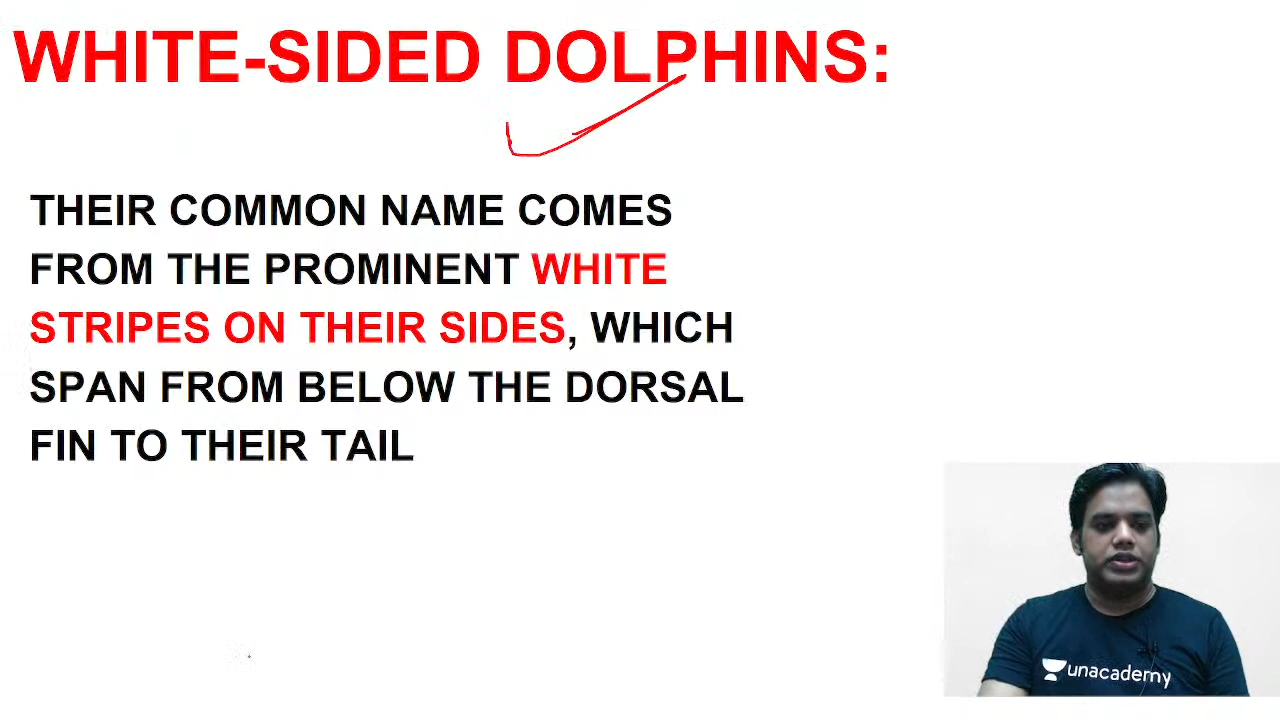 WHITE-SIDED DOLPHINS:
THEIR COMMON NAME COMES
FROM THE PROMINENT WHITE
STRIPES ON THEIR SIDES, WHICH
SPAN FROM BELOW THE DORSAL
FIN TO THEIR TAIL
unacademy